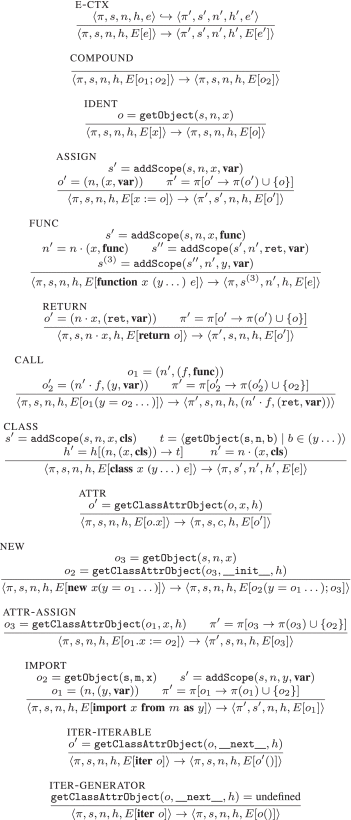 E-CTX
⟨π, s, n, h, e⟩ ↪ ⟨π′, s′, n′, h′, e′⟩
⟨π, s, n, h, E[e]⟩ → ⟨π′, s′, n′, h′, E[e′]⟩
COMPOUND
⟨π, s, n, h, E[o₁; o₂]⟩ → ⟨π, s, n, h, E[o₂]⟩
IDENT
o = getObject(s, n, x)
⟨π, s, n, h, E[x]⟩ → ⟨π, s, n, h, E[o]⟩
ASSIGN
s′ = addScope(s, n, x, var)
o′ = (n, (x, var)) π′ = π[o′ → π(o′) ∪ {o}]
⟨π, s, n, h, E[x := o]⟩ → ⟨π′, s′, n, h, E[o′]⟩
FUNC
s′ = addScope(s, n, x, func)
n′ = n · (x, func) s″ = addScope(s′, n′, ret, var)
s⁽³⁾ = addScope(s″, n′, y, var)
⟨π, s, n, h, E[function x (y…) e]⟩ → ⟨π, s⁽³⁾, n′, h, E[e]⟩
RETURN
o′ = (n · x, (ret, var)) π′ = π[o′ → π(o′) ∪ {o}]
⟨π, s, n · x, h, E[return o]⟩ → ⟨π′, s, n, h, E[o′]⟩
CALL
o₁ = (n′, (f, func))
o′₂ = (n′ · f, (y, var)) π′ = π[o′₂ → π(o′₂) ∪ {o₂}]
⟨π, s, n, h, E[o₁(y = o₂ …)]⟩ → ⟨π′, s, n, h, (n′ · f, (ret, var))⟩
CLASS
s′ = addScope(s, n, x, cls) t = ⟨getObject(s, n, b) | b ∈ (y…)⟩
h′ = h[(n, (x, cls)) → t] n′ = n · (x, cls)
⟨π, s, n, h, E[class x (y…) e]⟩ → ⟨π, s′, n′, h′, E[e]⟩
ATTR
o′ = getClassAttrObject(o, x, h)
⟨π, s, n, h, E[o.x]⟩ → ⟨π, s, c, h, E[o′]⟩
NEW
o₃ = getObject(s, n, x)
o₂ = getClassAttrObject(o₃, __init__, h)
⟨π, s, n, h, E[new x(y = o₁ …)]⟩ → ⟨π, s, n, h, E[o₂(y = o₁ …); o₃]⟩
ATTR-ASSIGN
o₃ = getClassAttrObject(o₁, x, h) π′ = π[o₃ → π(o₃) ∪ {o₂}]
⟨π, s, n, h, E[o₁.x := o₂]⟩ → ⟨π′, s, n, h, E[o₃]⟩
IMPORT
o₂ = getObject(s, m, x) s′ = addScope(s, n, y, var)
o₁ = (n, (y, var)) π′ = π[o₁ → π(o₁) ∪ {o₂}]
⟨π, s, n, h, E[import x from m as y]⟩ → ⟨π′, s′, n, h, E[o₁]⟩
ITER-ITERABLE
o′ = getClassAttrObject(o, __next__, h)
⟨π, s, n, h, E[iter o]⟩ → ⟨π, s, n, h, E[o′()]⟩
ITER-GENERATOR
getClassAttrObject(o, __next__, h) = undefined
⟨π, s, n, h, E[iter o]⟩ → ⟨π, s, n, h, E[o()]⟩